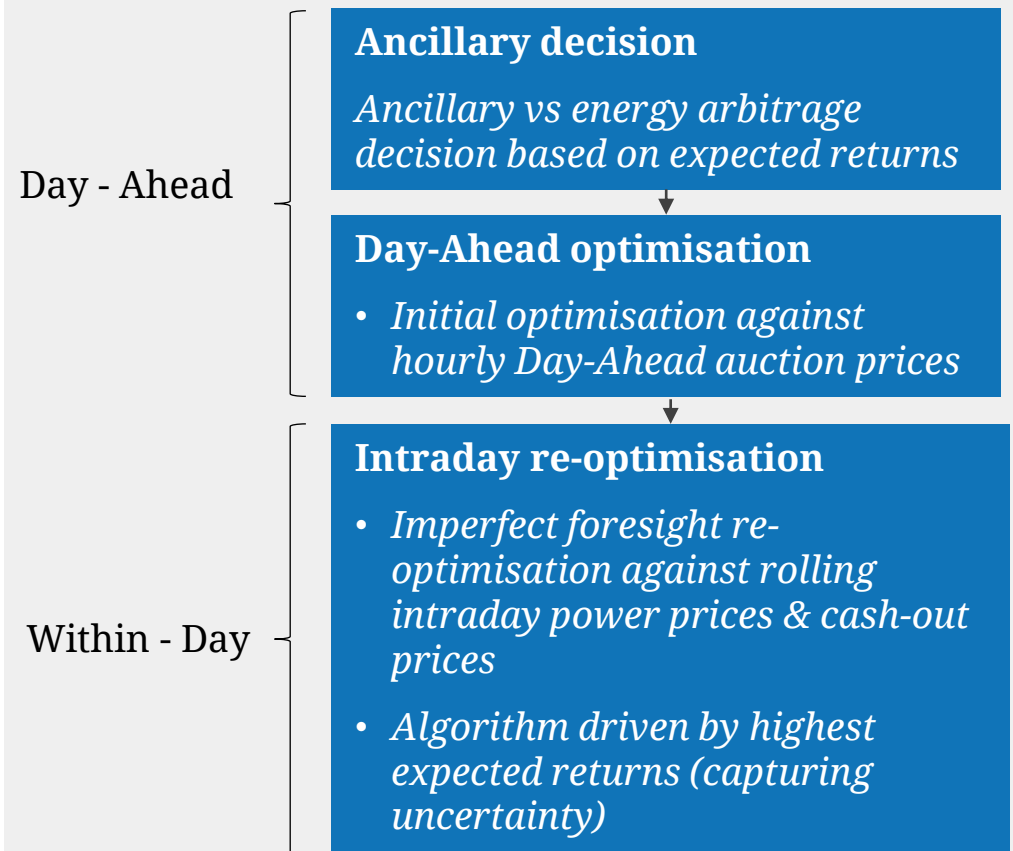 Ancillary decision
Ancillary vs energy arbitrage
decision based on expected returns
Day - Ahead
Day-Ahead optimisation
• Initial optimisation against
hourly Day-Ahead auction prices
Intraday re-optimisation
• Imperfect foresight re-
optimisation against rolling
intraday power prices & cash-out
prices
Within - Day
• Algorithm driven by highest
expected returns (capturing
uncertainty)